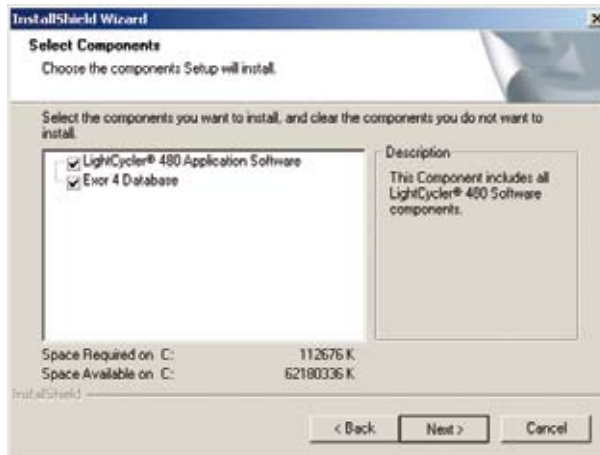 InstallShield Wizard
Select Components
Choose the components Setup will install.
Select the components you want to install, and clear the components you do not want to
install.
LightCycler® 480 Application Software
Exor 4 Database
Description
This Component includes all
LightCycler® 480 Software
components.
Space Required on C: 112676 K
Space Available on C: 62180336 K
InstallShield
< Back
Next >
Cancel